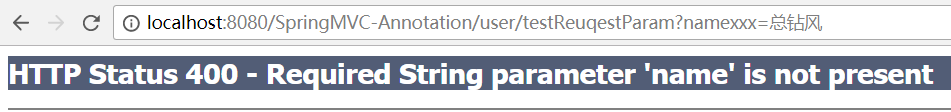 localhost:8080/SpringMVC-Annotation/user/testReuqestParam?namexxx=总钻风
HTTP Status 400 - Required String parameter 'name' is not present